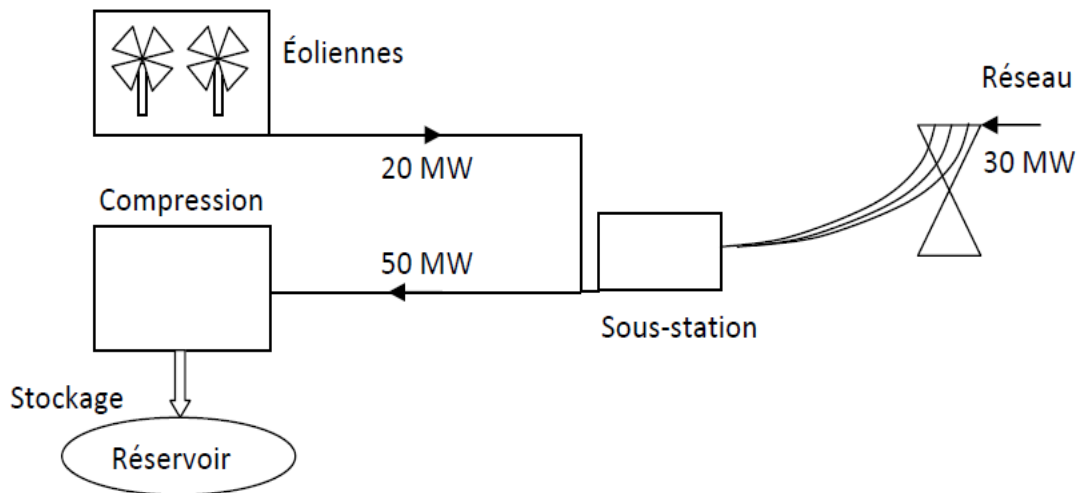 Éoliennes
Réseau
20 MW
30 MW
Compression
50 MW
Sous-station
Stockage
Réservoir